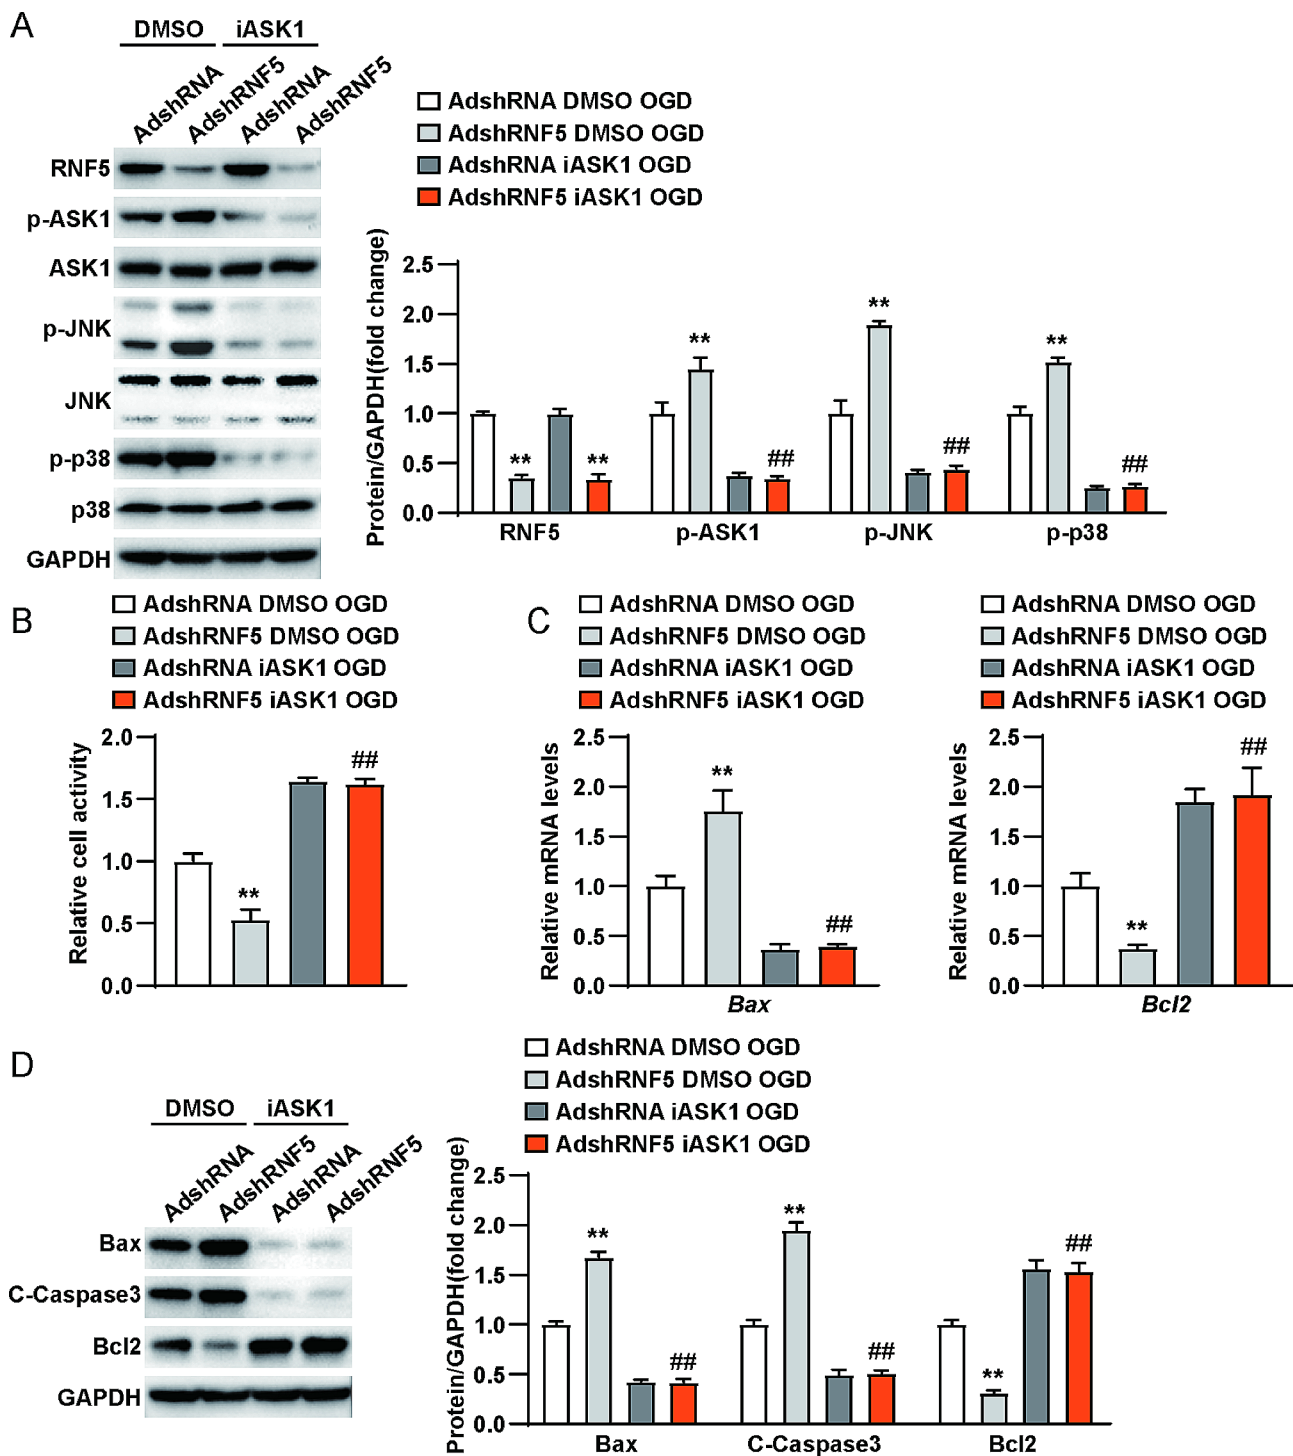 A
DMSO iASK1
AdshRNA AdshRNF5 AdshRNA AdshRNF5
RNF5
p-ASK1
ASK1
p-JNK
JNK
p-p38
p38
GAPDH
AdshRNA DMSO OGD
AdshRNF5 DMSO OGD
AdshRNA iASK1 OGD
AdshRNF5 iASK1 OGD
Protein/GAPDH(fold change)
2.5
2.0
1.5
1.0
0.5
0.0
** ** ** ## ** ## ** ##
RNF5 p-ASK1 p-JNK p-p38
B
AdshRNA DMSO OGD
AdshRNF5 DMSO OGD
AdshRNA iASK1 OGD
AdshRNF5 iASK1 OGD
Relative cell activity
2.0
1.5
1.0
0.5
0.0
** ##
C
AdshRNA DMSO OGD
AdshRNF5 DMSO OGD
AdshRNA iASK1 OGD
AdshRNF5 iASK1 OGD
Relative mRNA levels
2.5
2.0
1.5
1.0
0.5
0.0
** ##
Bax
AdshRNA DMSO OGD
AdshRNF5 DMSO OGD
AdshRNA iASK1 OGD
AdshRNF5 iASK1 OGD
Relative mRNA levels
2.5
2.0
1.5
1.0
0.5
0.0
** ##
Bcl2
D
DMSO iASK1
AdshRNA AdshRNF5 AdshRNA AdshRNF5
Bax
C-Caspase3
Bcl2
GAPDH
AdshRNA DMSO OGD
AdshRNF5 DMSO OGD
AdshRNA iASK1 OGD
AdshRNF5 iASK1 OGD
Protein/GAPDH(fold change)
2.5
2.0
1.5
1.0
0.5
0.0
** ## ** ## ** ##
Bax C-Caspase3 Bcl2